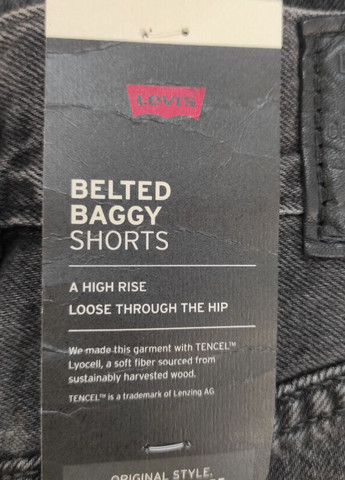 LOVI'S
BELTED
BAGGY
SHORTS
A HIGH RISE
LOOSE THROUGH THE HIP
We made this garment with TENCEL™
Lyocell, a soft fiber sourced from
sustainably harvested wood.
TENCEL™ is a trademark of Lenzing AG
ORIGINAL STYLE.